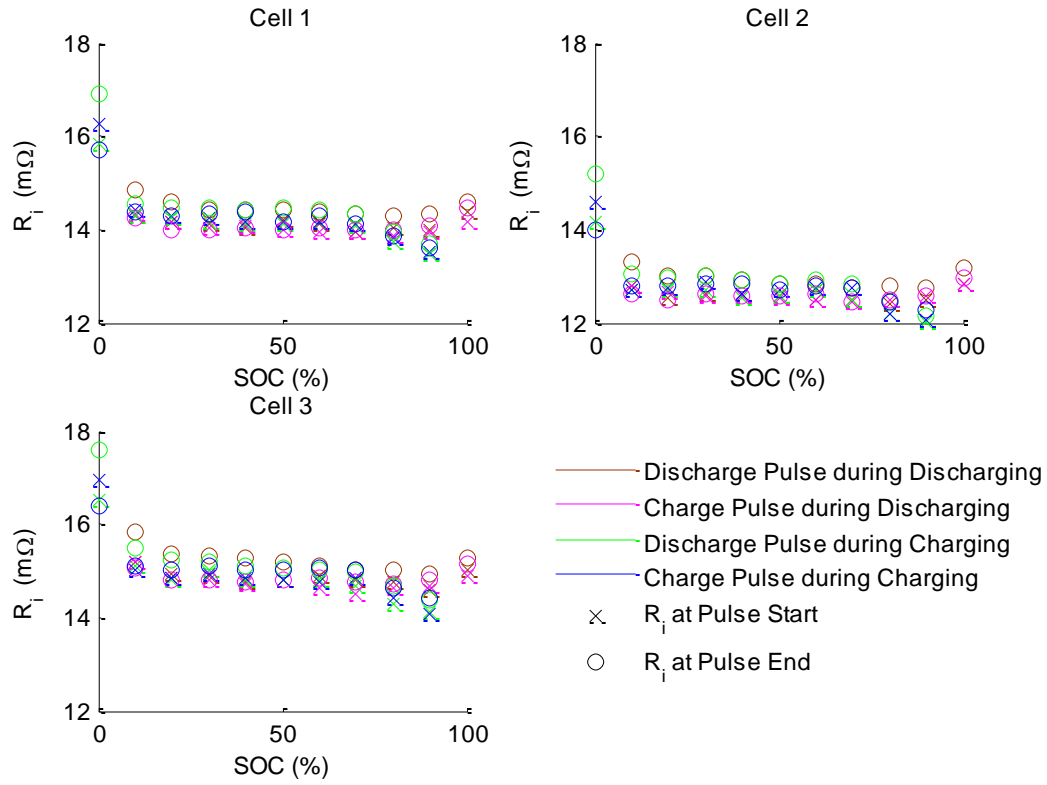 Cell 1
18
16
14
12
R_i (mΩ)
0
50
100
SOC (%)
Cell 2
18
16
14
12
R_i (mΩ)
0
50
100
SOC (%)
Cell 3
18
16
14
12
R_i (mΩ)
0
50
100
SOC (%)
Discharge Pulse during Discharging
Charge Pulse during Discharging
Discharge Pulse during Charging
Charge Pulse during Charging
R_i at Pulse Start
R_i at Pulse End